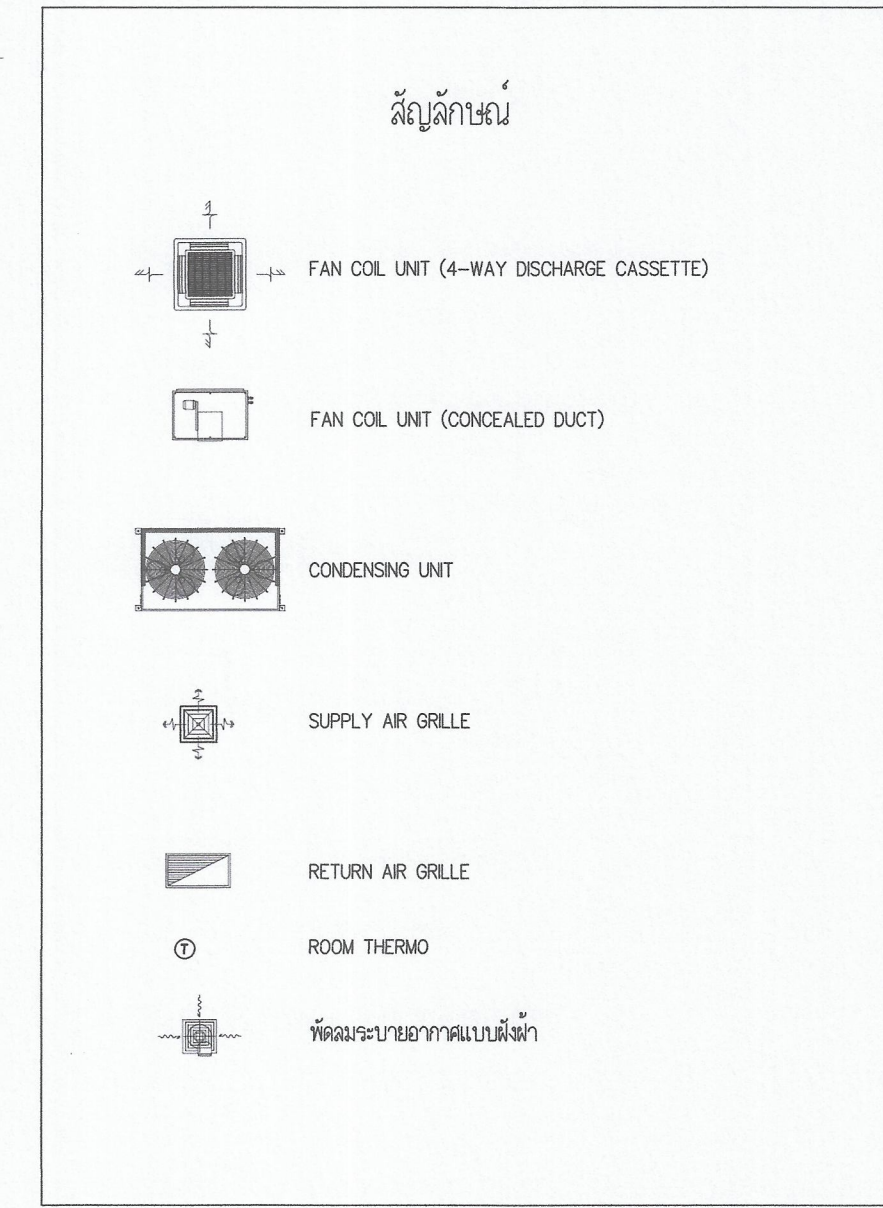 สัญลักษณ์
FAN COIL UNIT (4-WAY DISCHARGE CASSETTE)
FAN COIL UNIT (CONCEALED DUCT)
CONDENSING UNIT
SUPPLY AIR GRILLE
RETURN AIR GRILLE
T ROOM THERMO
พัดลมระบายอากาศแบบฝังฝ้า